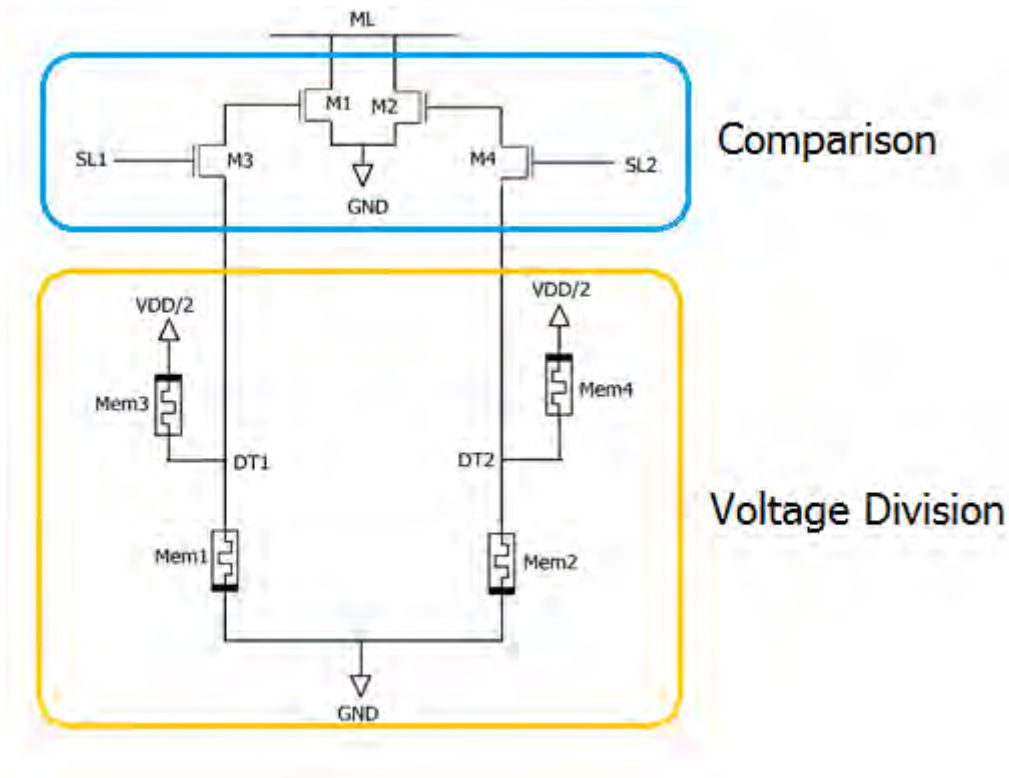 ML
M1
M2
Comparison
SL1
M3
M4
SL2
GND
VDD/2
VDD/2
Mem3
Mem4
DT1
DT2
Voltage Division
Mem1
Mem2
GND